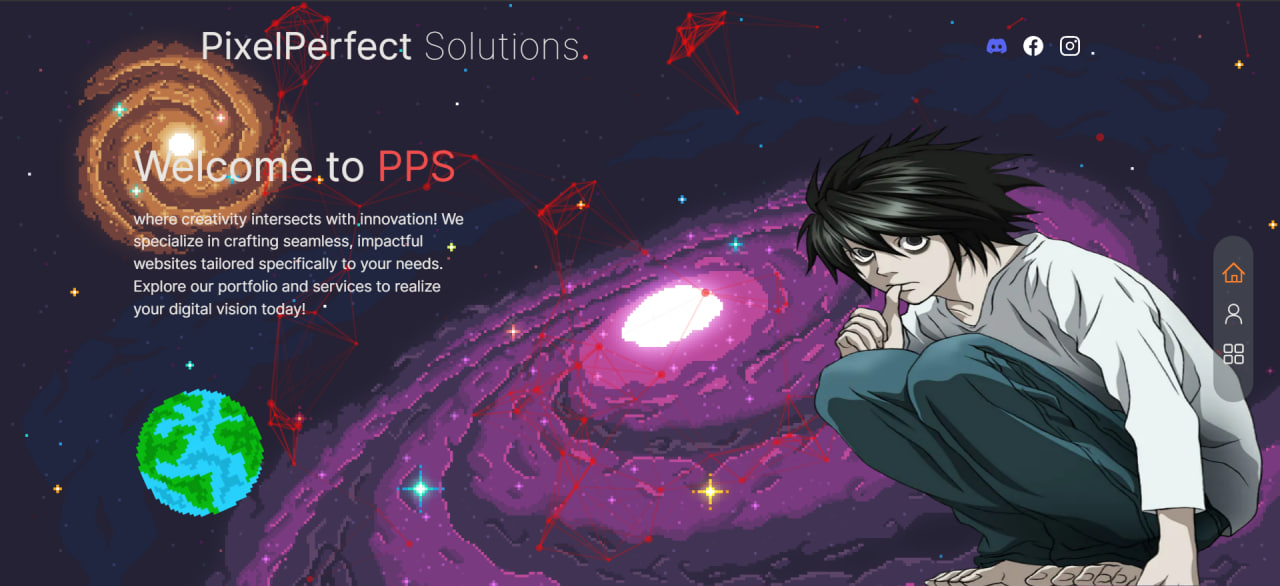 PixelPerfect Solutions.
Welcome to PPS
where creativity intersects with innovation! We
specialize in crafting seamless, impactful
websites tailored specifically to your needs.
Explore our portfolio and services to realize
your digital vision today!